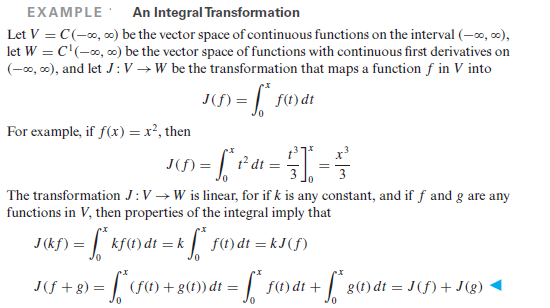 EXAMPLE An Integral Transformation
Let V = C(−∞, ∞) be the vector space of continuous functions on the interval (−∞, ∞),
let W = C¹(−∞, ∞) be the vector space of functions with continuous first derivatives on
(−∞, ∞), and let J : V → W be the transformation that maps a function f in V into
J(f) = ∫₀ˣ f(t) dt
For example, if f(x) = x², then
J(f) = ∫₀ˣ t² dt = t³/3 ]₀ˣ = x³/3
The transformation J : V → W is linear, for if k is any constant, and if f and g are any
functions in V, then properties of the integral imply that
J(kf) = ∫₀ˣ kf(t) dt = k ∫₀ˣ f(t) dt = kJ(f)
J(f + g) = ∫₀ˣ (f(t) + g(t)) dt = ∫₀ˣ f(t) dt + ∫₀ˣ g(t) dt = J(f) + J(g) ◀